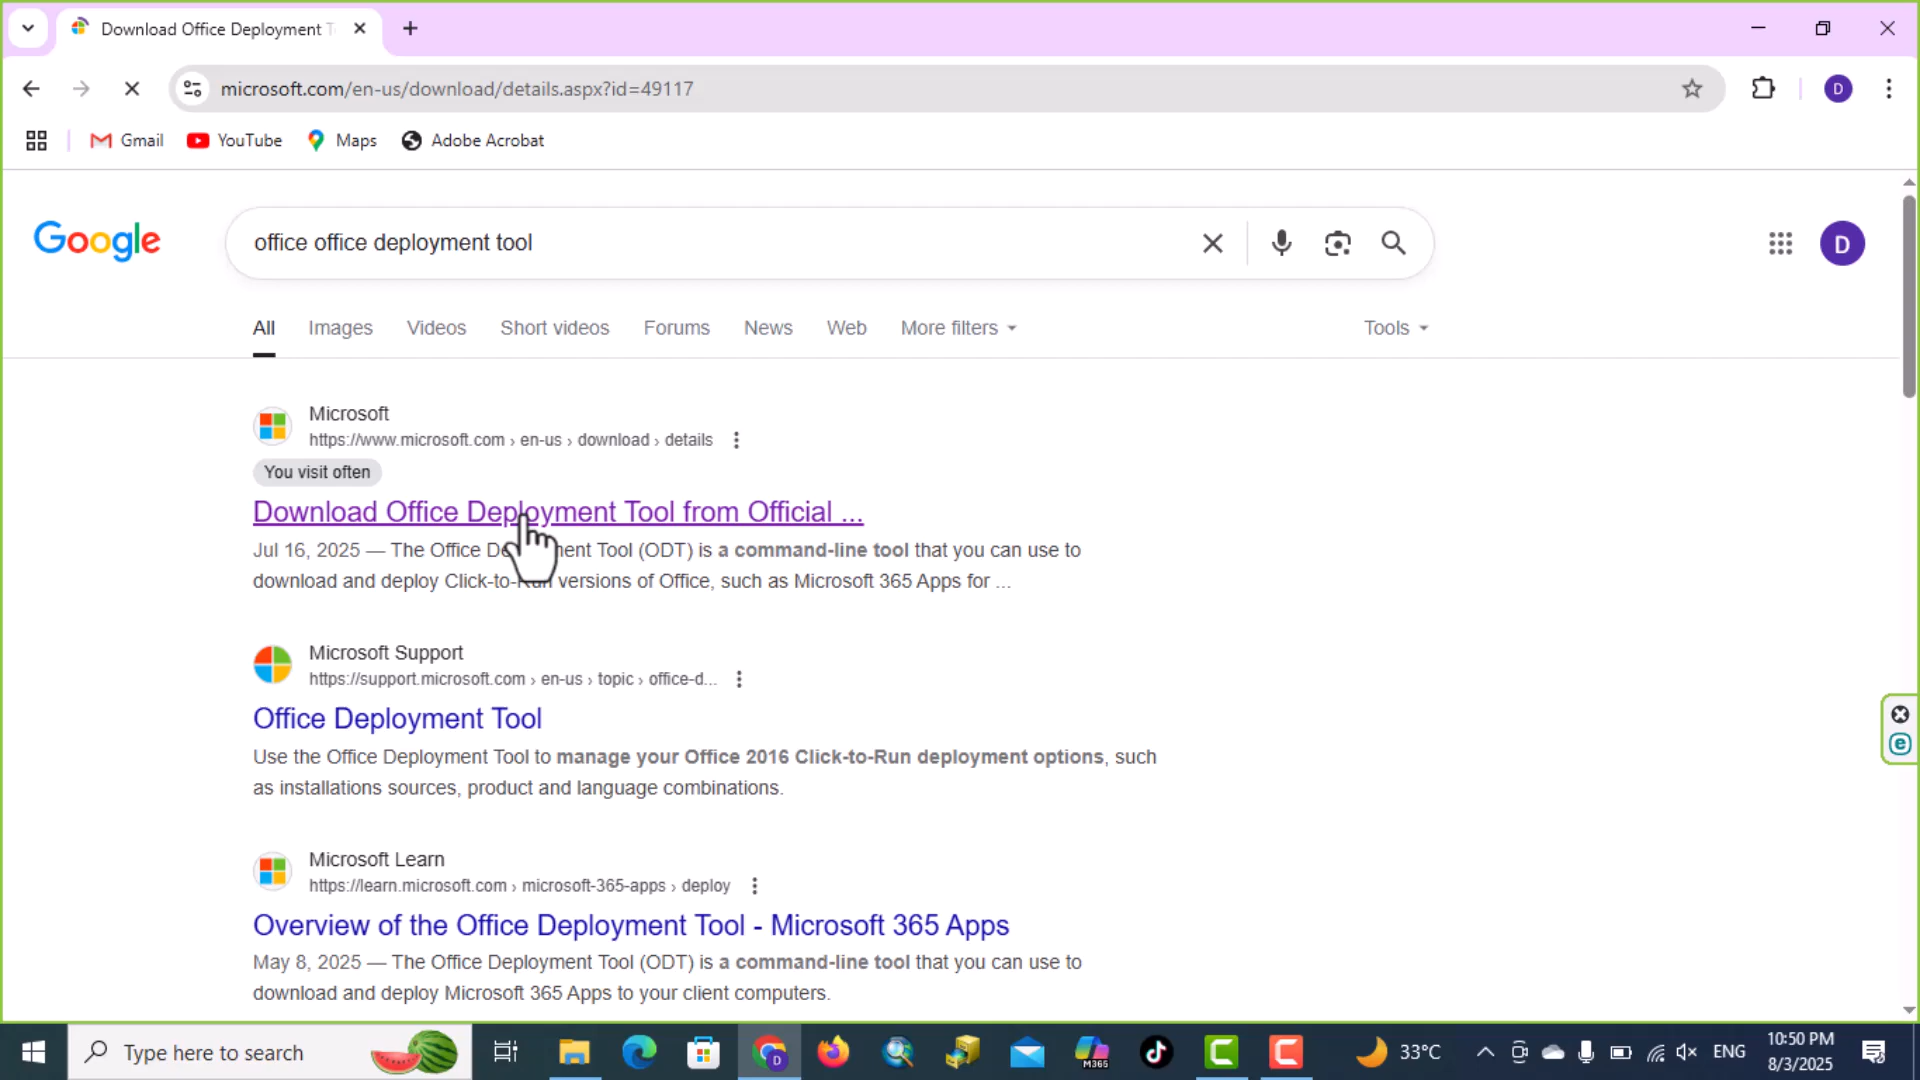 Download Office Deployment T
microsoft.com/en-us/download/details.aspx?id=49117
D
Gmail
YouTube
Maps
Adobe Acrobat
Google
office office deployment tool
D
All
Images
Videos
Short videos
Forums
News
Web
More filters
Tools
Microsoft
https://www.microsoft.com › en-us › download › details
You visit often
Download Office Deployment Tool from Official ...
Jul 16, 2025 — The Office De ent Tool (ODT) is a command-line tool that you can use to
download and deploy Click-to-Run versions of Office, such as Microsoft 365 Apps for ...
Microsoft Support
https://support.microsoft.com › en-us › topic › office-d...
Office Deployment Tool
Use the Office Deployment Tool to manage your Office 2016 Click-to-Run deployment options, such
as installations sources, product and language combinations.
Microsoft Learn
https://learn.microsoft.com › microsoft-365-apps › deploy
Overview of the Office Deployment Tool - Microsoft 365 Apps
May 8, 2025 — The Office Deployment Tool (ODT) is a command-line tool that you can use to
download and deploy Microsoft 365 Apps to your client computers.
Type here to search
D
M365
33°C
ENG
10:50 PM
8/3/2025